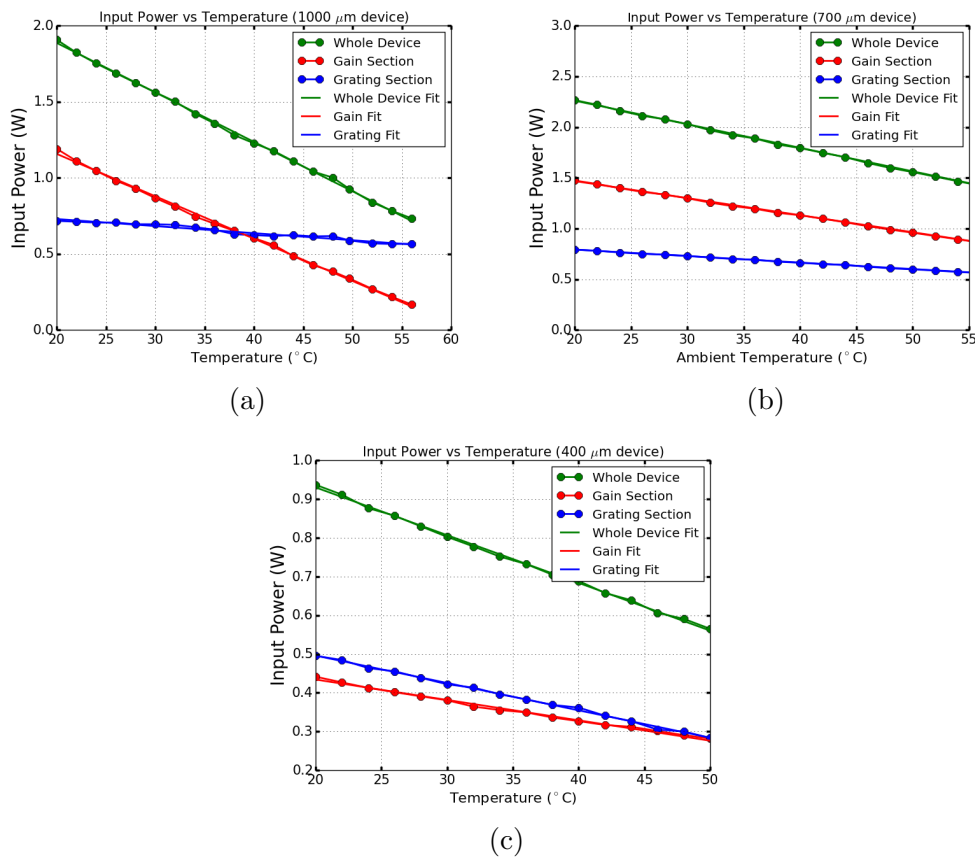 Input Power vs Temperature (1000 μm device)
2.0
1.5
1.0
0.5
0.0
Input Power (W)
Whole Device
Gain Section
Grating Section
Whole Device Fit
Gain Fit
Grating Fit
20 25 30 35 40 45 50 55 60
Temperature (°C)
(a)
Input Power vs Temperature (700 μm device)
3.0
2.5
2.0
1.5
1.0
0.5
0.0
Input Power (W)
Whole Device
Gain Section
Grating Section
Whole Device Fit
Gain Fit
Grating Fit
20 25 30 35 40 45 50 55
Ambient Temperature (°C)
(b)
Input Power vs Temperature (400 μm device)
1.0
0.9
0.8
0.7
0.6
0.5
0.4
0.3
0.2
Input Power (W)
Whole Device
Gain Section
Grating Section
Whole Device Fit
Gain Fit
Grating Fit
20 25 30 35 40 45 50
Temperature (°C)
(c)